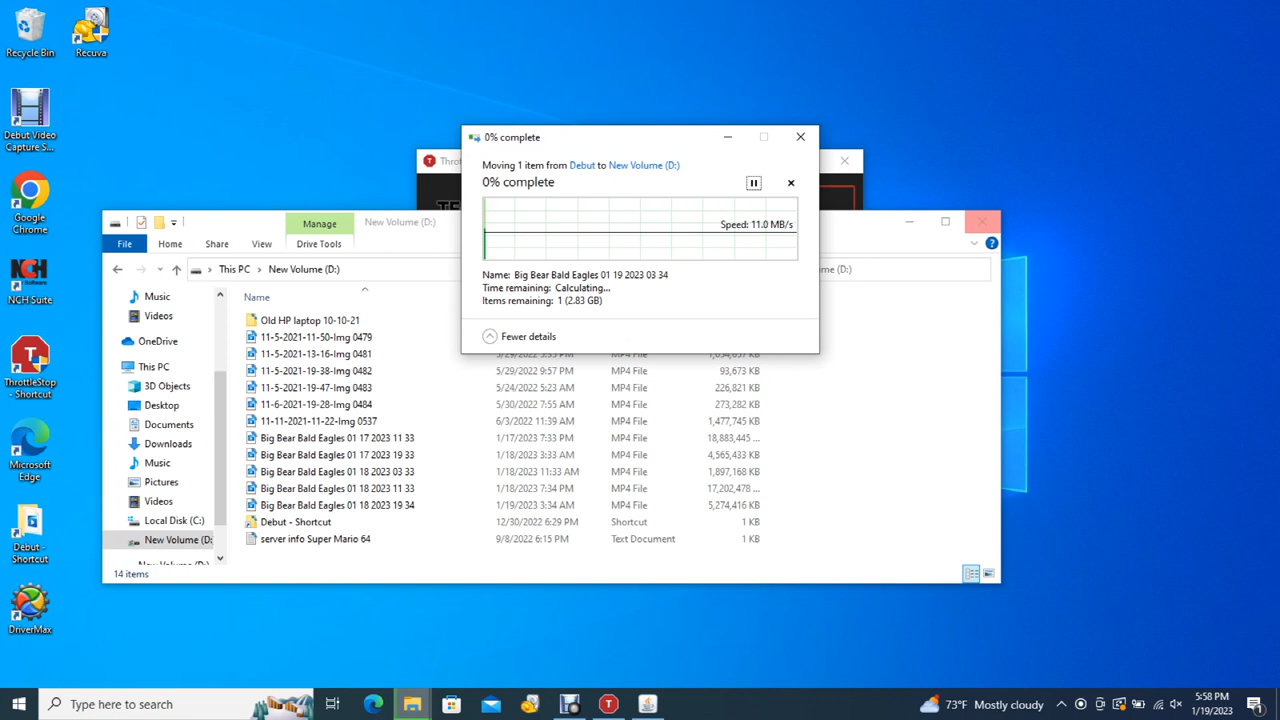 Recycle Bin
Recuva
Debut Video
Capture S...
Google
Chrome
NCH
Software
NCH Suite
T
ThrottleStop
- Shortcut
Microsoft
Edge
Debut -
Shortcut
DriverMax
T
Thrott
0% complete
Moving 1 item from Debut to New Volume (D:)
0% complete
Speed: 11.0 MB/s
Name: Big Bear Bald Eagles 01 19 2023 03 34
Time remaining: Calculating...
Items remaining: 1 (2.83 GB)
Fewer details
Manage
New Volume (D:)
File
Home
Share
View
Drive Tools
This PC > New Volume (D:)
me (D:)
Music
Videos
OneDrive
This PC
3D Objects
Desktop
Documents
Downloads
Music
Pictures
Videos
Local Disk (C:)
New Volume (D:
New Volume (D:)
Name
Old HP laptop 10-10-21
11-5-2021-11-50-Img 0479
11-5-2021-13-16-Img 0481
11-5-2021-19-38-Img 0482 5/29/2022 9:57 PM MP4 File 93,673 KB
11-5-2021-19-47-Img 0483 5/24/2022 5:23 AM MP4 File 226,821 KB
11-6-2021-19-28-Img 0484 5/30/2022 7:55 AM MP4 File 273,282 KB
11-11-2021-11-22-Img 0537 6/3/2022 11:39 AM MP4 File 1,477,745 KB
Big Bear Bald Eagles 01 17 2023 11 33 1/17/2023 7:33 PM MP4 File 18,883,445 ...
Big Bear Bald Eagles 01 17 2023 19 33 1/18/2023 3:33 AM MP4 File 4,565,433 KB
Big Bear Bald Eagles 01 18 2023 03 33 1/18/2023 11:33 AM MP4 File 1,897,168 KB
Big Bear Bald Eagles 01 18 2023 11 33 1/18/2023 7:34 PM MP4 File 17,202,478 ...
Big Bear Bald Eagles 01 18 2023 19 34 1/19/2023 3:34 AM MP4 File 5,274,416 KB
Debut - Shortcut 12/30/2022 6:29 PM Shortcut 1 KB
server info Super Mario 64 9/8/2022 6:15 PM Text Document 1 KB
14 items
Type here to search
T
73°F Mostly cloudy
5:58 PM
1/19/2023
1